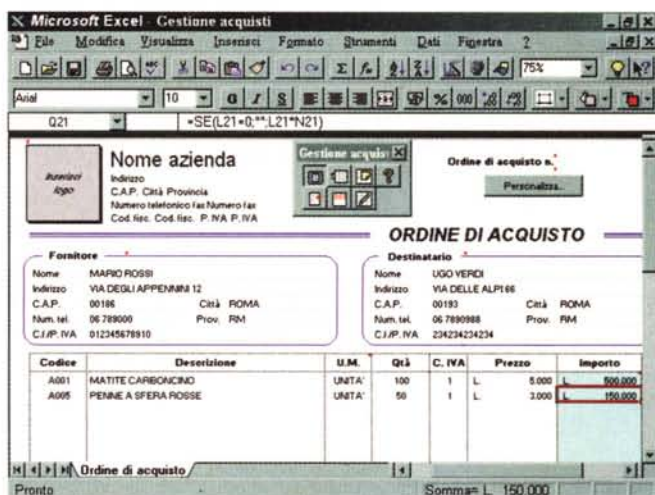 Microsoft Excel - Gestione acquisti
File Modifica Visualizza Inserisci Formato Strumenti Dati Finestra ?
75%
Arial 10 G I S % 000
Q21 =SE(L21=0;"";L21*N21)
Inserisci logo
Nome azienda
Indirizzo
C.A.P. Città Provincia
Numero telefonico fax Numero fax
Cod. fisc. Cod. fisc. P. IVA P. IVA
Gestione acquis
Ordine di acquisto n.
Personalizza...
ORDINE DI ACQUISTO
Fornitore
Nome MARIO ROSSI
Indirizzo VIA DEGLI APPENNINI 12
C.A.P. 00186 Città ROMA
Num. tel. 06 789000 Prov. RM
C.f./P. IVA 012345678910
Destinatario
Nome UGO VERDI
Indirizzo VIA DELLE ALPI 66
C.A.P. 00193 Città ROMA
Num. tel. 06 7890988 Prov. RM
C.f./P. IVA 234234234234
Codice Descrizione U.M. Qtà C. IVA Prezzo Importo
A001 MATITE CARBONCINO UNITA' 100 1 L. 5.000 L. 500.000
A005 PENNE A SFERA ROSSE UNITA' 50 1 L. 3.000 L. 150.000
Ordine di acquisto
Pronto Somma= L. 150.000